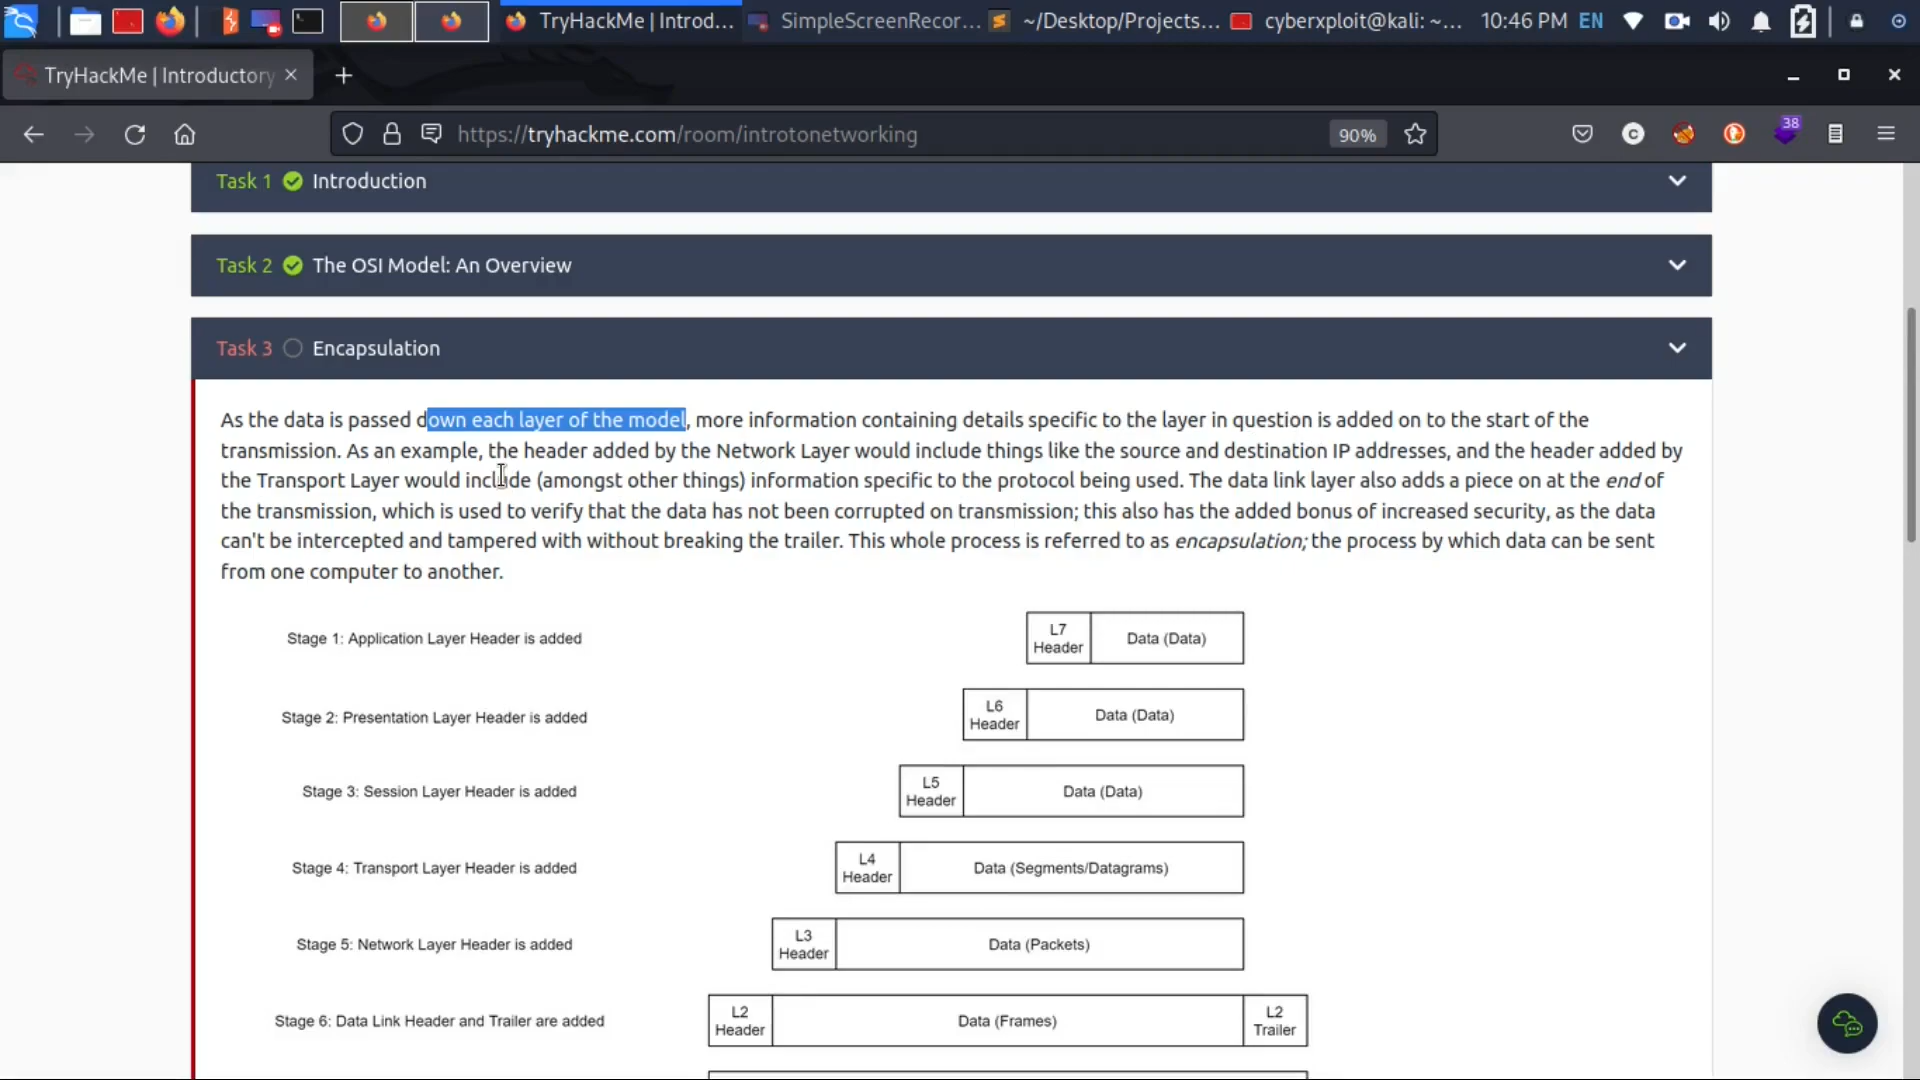 TryHackMe | Introd... SimpleScreenRecor... ~/Desktop/Projects... cyberxploit@kali: ~... 10:46 PM EN
TryHackMe | Introductory
https://tryhackme.com/room/introtonetworking 90% 38
Task 1 Introduction
Task 2 The OSI Model: An Overview
Task 3 Encapsulation
As the data is passed down each layer of the model, more information containing details specific to the layer in question is added on to the start of the
transmission. As an example, the header added by the Network Layer would include things like the source and destination IP addresses, and the header added by
the Transport Layer would include (amongst other things) information specific to the protocol being used. The data link layer also adds a piece on at the end of
the transmission, which is used to verify that the data has not been corrupted on transmission; this also has the added bonus of increased security, as the data
can't be intercepted and tampered with without breaking the trailer. This whole process is referred to as encapsulation; the process by which data can be sent
from one computer to another.
Stage 1: Application Layer Header is added
L7
Header
Data (Data)
Stage 2: Presentation Layer Header is added
L6
Header
Data (Data)
Stage 3: Session Layer Header is added
L5
Header
Data (Data)
Stage 4: Transport Layer Header is added
L4
Header
Data (Segments/Datagrams)
Stage 5: Network Layer Header is added
L3
Header
Data (Packets)
Stage 6: Data Link Header and Trailer are added
L2
Header
Data (Frames)
L2
Trailer